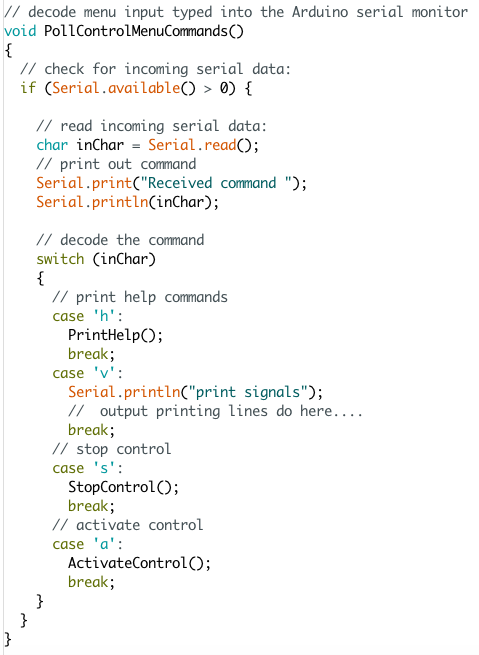 // decode menu input typed into the Arduino serial monitor
void PollControlMenuCommands()
{
  // check for incoming serial data:
  if (Serial.available() > 0) {

    // read incoming serial data:
    char inChar = Serial.read();
    // print out command
    Serial.print("Received command ");
    Serial.println(inChar);

    // decode the command
    switch (inChar)
    {
      // print help commands
      case 'h':
        PrintHelp();
        break;
      case 'v':
        Serial.println("print signals");
        //  output printing lines do here....
        break;
      // stop control
      case 's':
        StopControl();
        break;
      // activate control
      case 'a':
        ActivateControl();
        break;
    }
  }
}